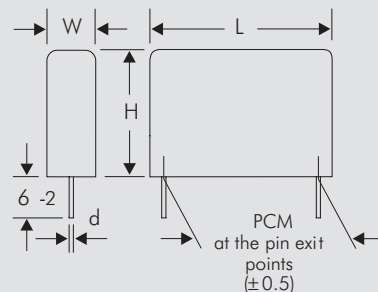 W
L
H
6 -2
d
PCM
at the pin exit
points
(±0.5)